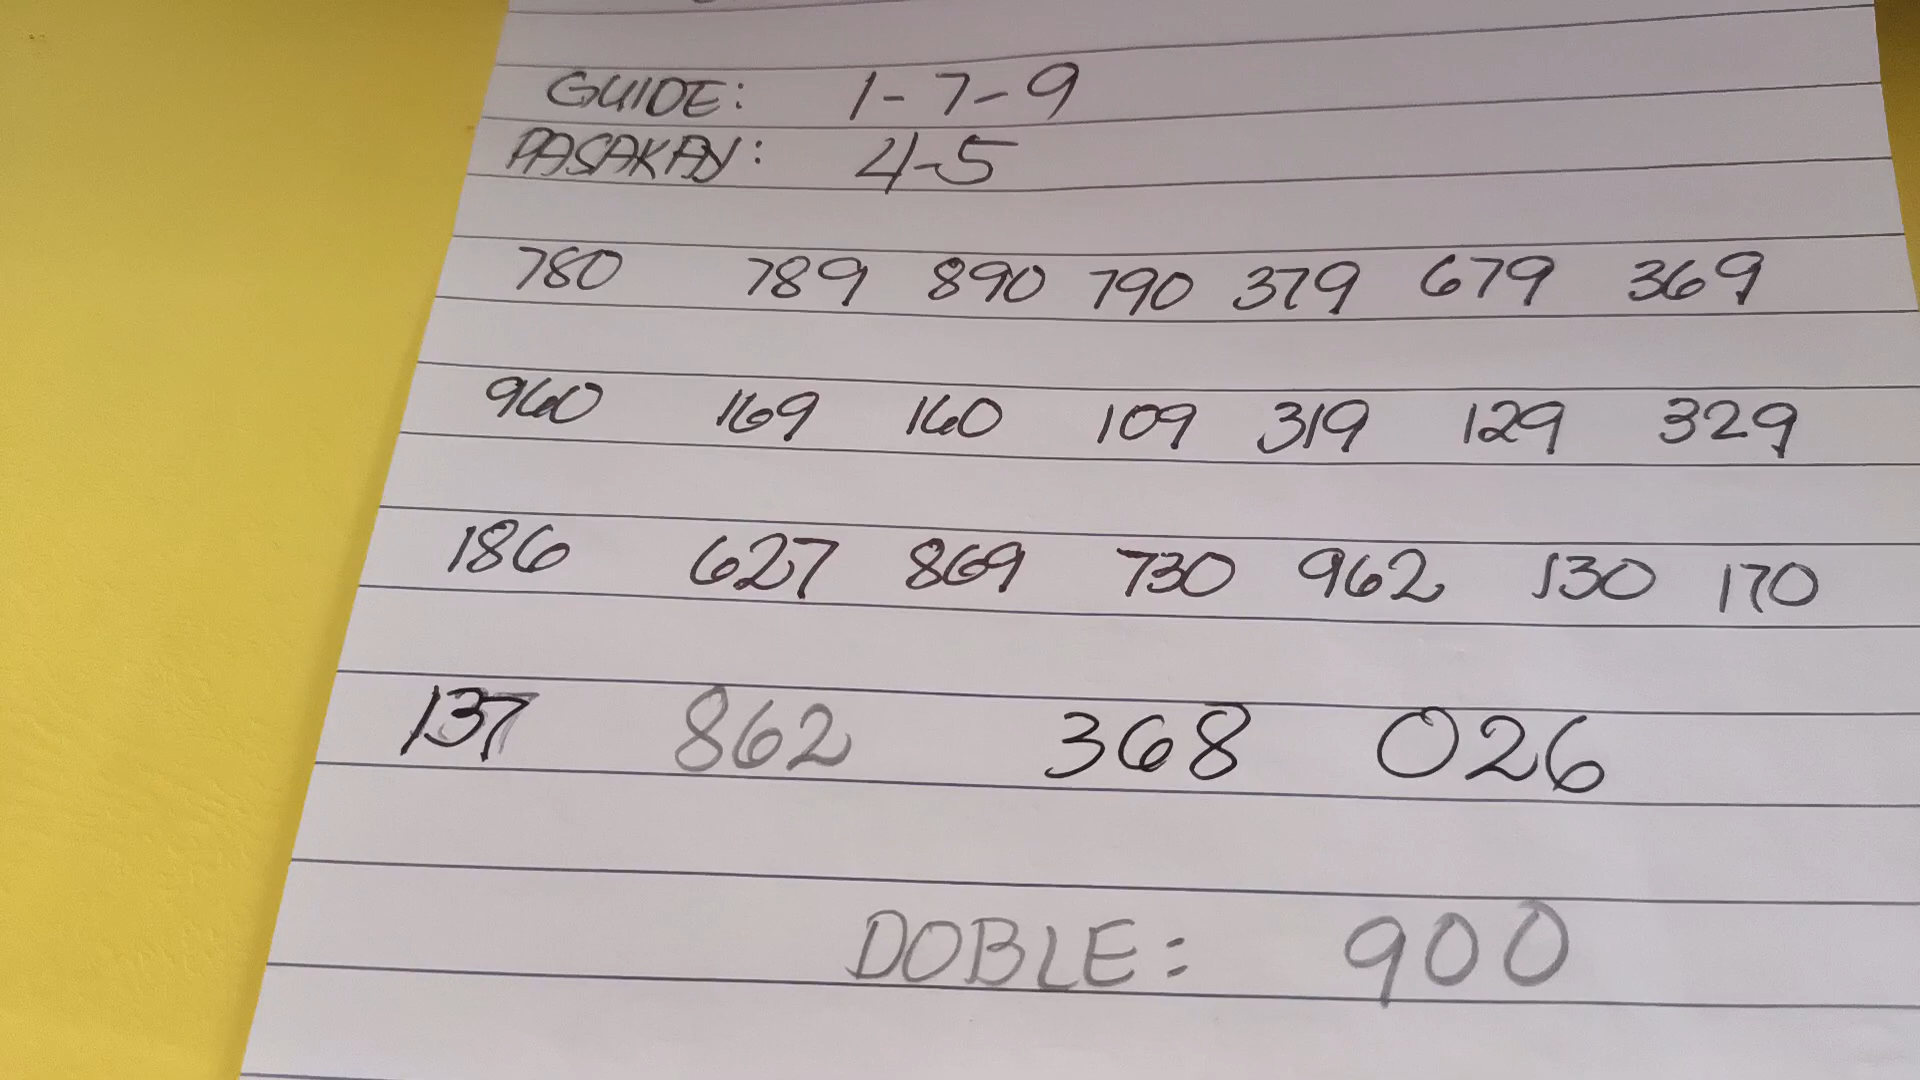 GUIDE: 1-7-9
PASAKAY: 4-5
780 789 890 790 379 679 369
960 169 160 109 319 129 329
186 627 869 730 962 130 170
137 862 368 026
DOBLE: 900